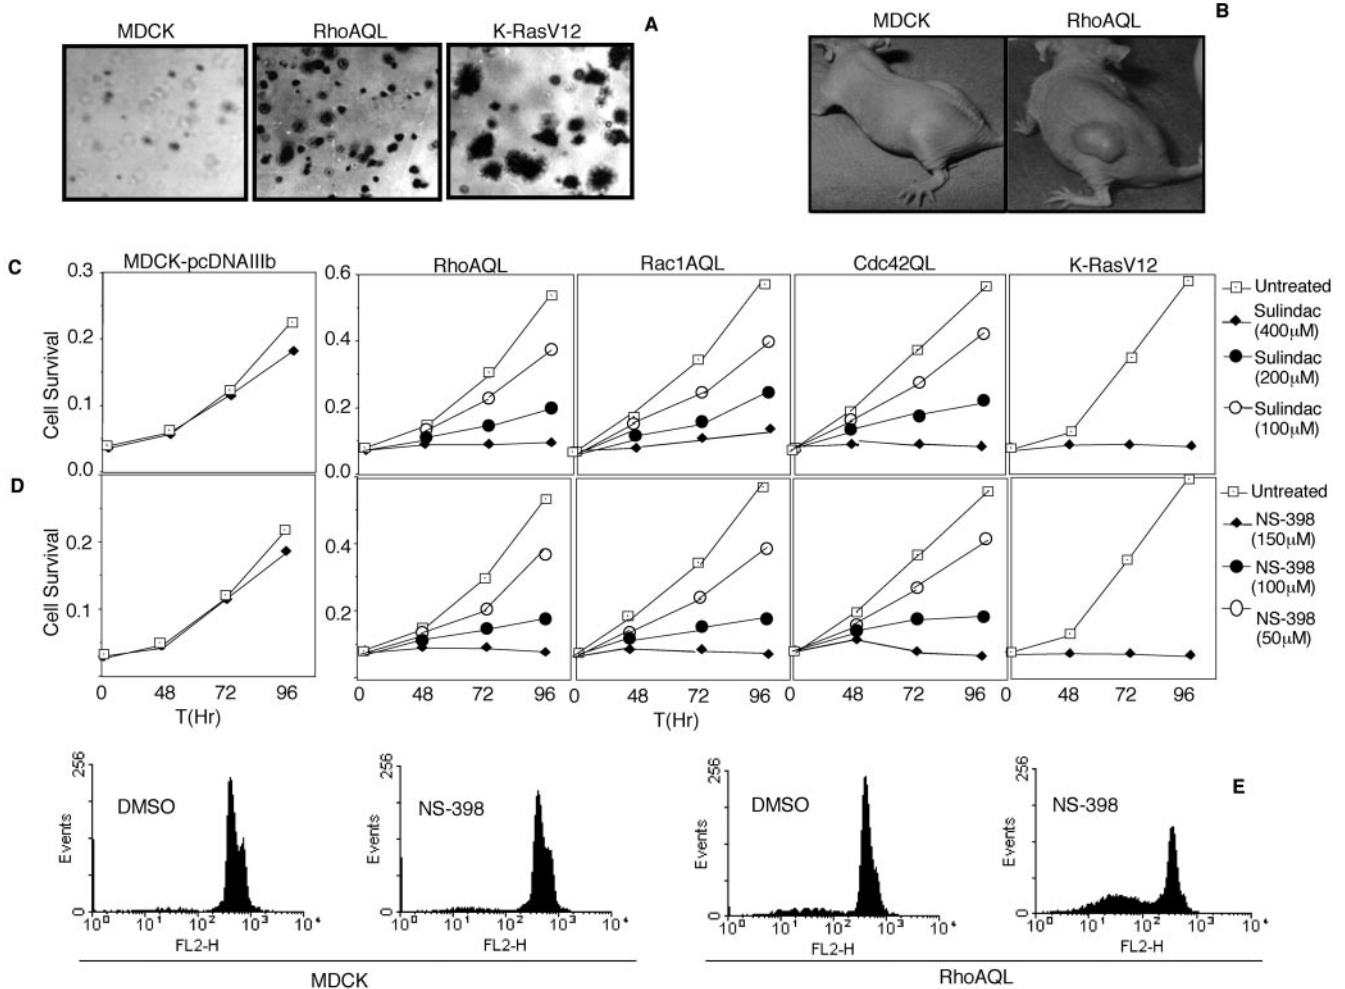 MDCK RhoAQL K-RasV12 A
MDCK RhoAQL B
C MDCK-pcDNAIIIb RhoAQL Rac1AQL Cdc42QL K-RasV12
0.3
0.2
0.1
0.0
Cell Survival
0.6
0.4
0.2
0.0
Untreated
Sulindac
(400µM)
Sulindac
(200µM)
Sulindac
(100µM)
D
0.2
0.1
Cell Survival
0.4
0.2
Untreated
NS-398
(150µM)
NS-398
(100µM)
NS-398
(50µM)
0 48 72 96 0 48 72 96 0 48 72 96 0 48 72 96 0 48 72 96
T(Hr) T(Hr)
E
256
Events
0
DMSO
10⁰ 10¹ 10² 10³ 10⁴
FL2-H
256
Events
0
NS-398
10⁰ 10¹ 10² 10³ 10⁴
FL2-H
MDCK
256
Events
0
DMSO
10⁰ 10¹ 10² 10³ 10⁴
FL2-H
256
Events
0
NS-398
10⁰ 10¹ 10² 10³ 10⁴
FL2-H
RhoAQL